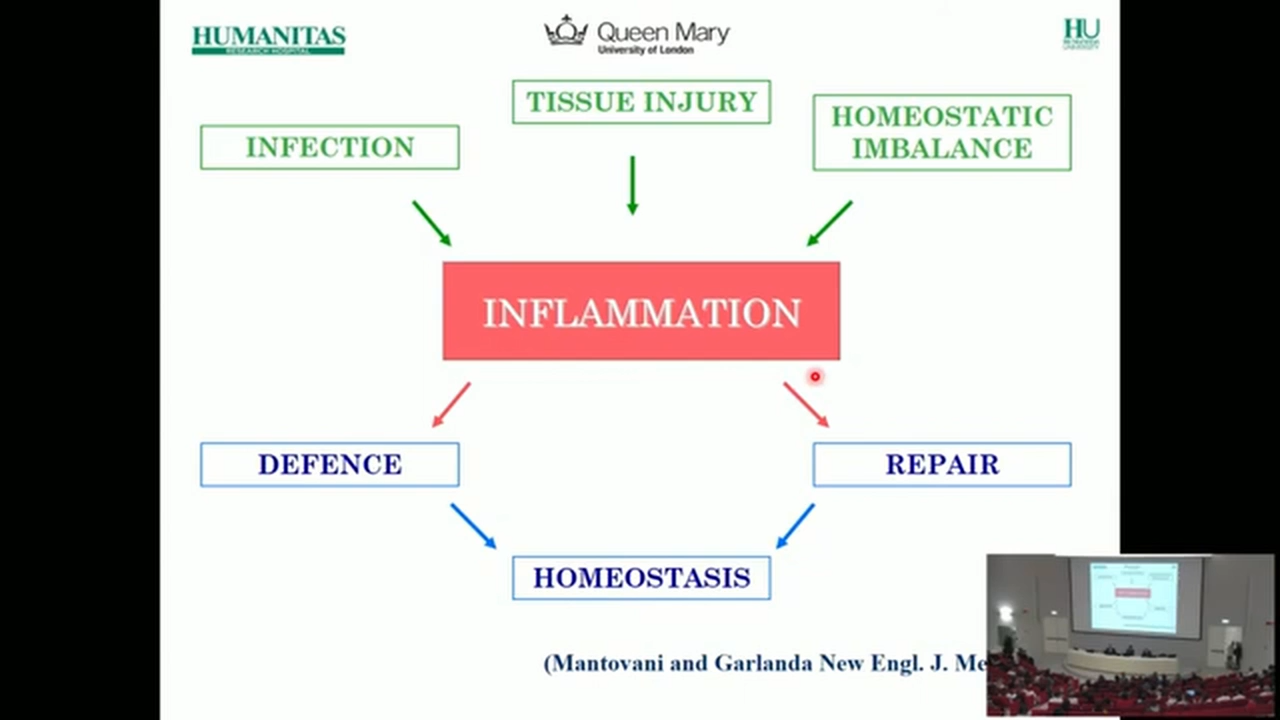 HUMANITAS
RESEARCH HOSPITAL
Queen Mary
University of London
HU
TISSUE INJURY
HOMEOSTATIC
IMBALANCE
INFECTION
INFLAMMATION
DEFENCE
REPAIR
HOMEOSTASIS
(Mantovani and Garlanda New Engl. J. Me